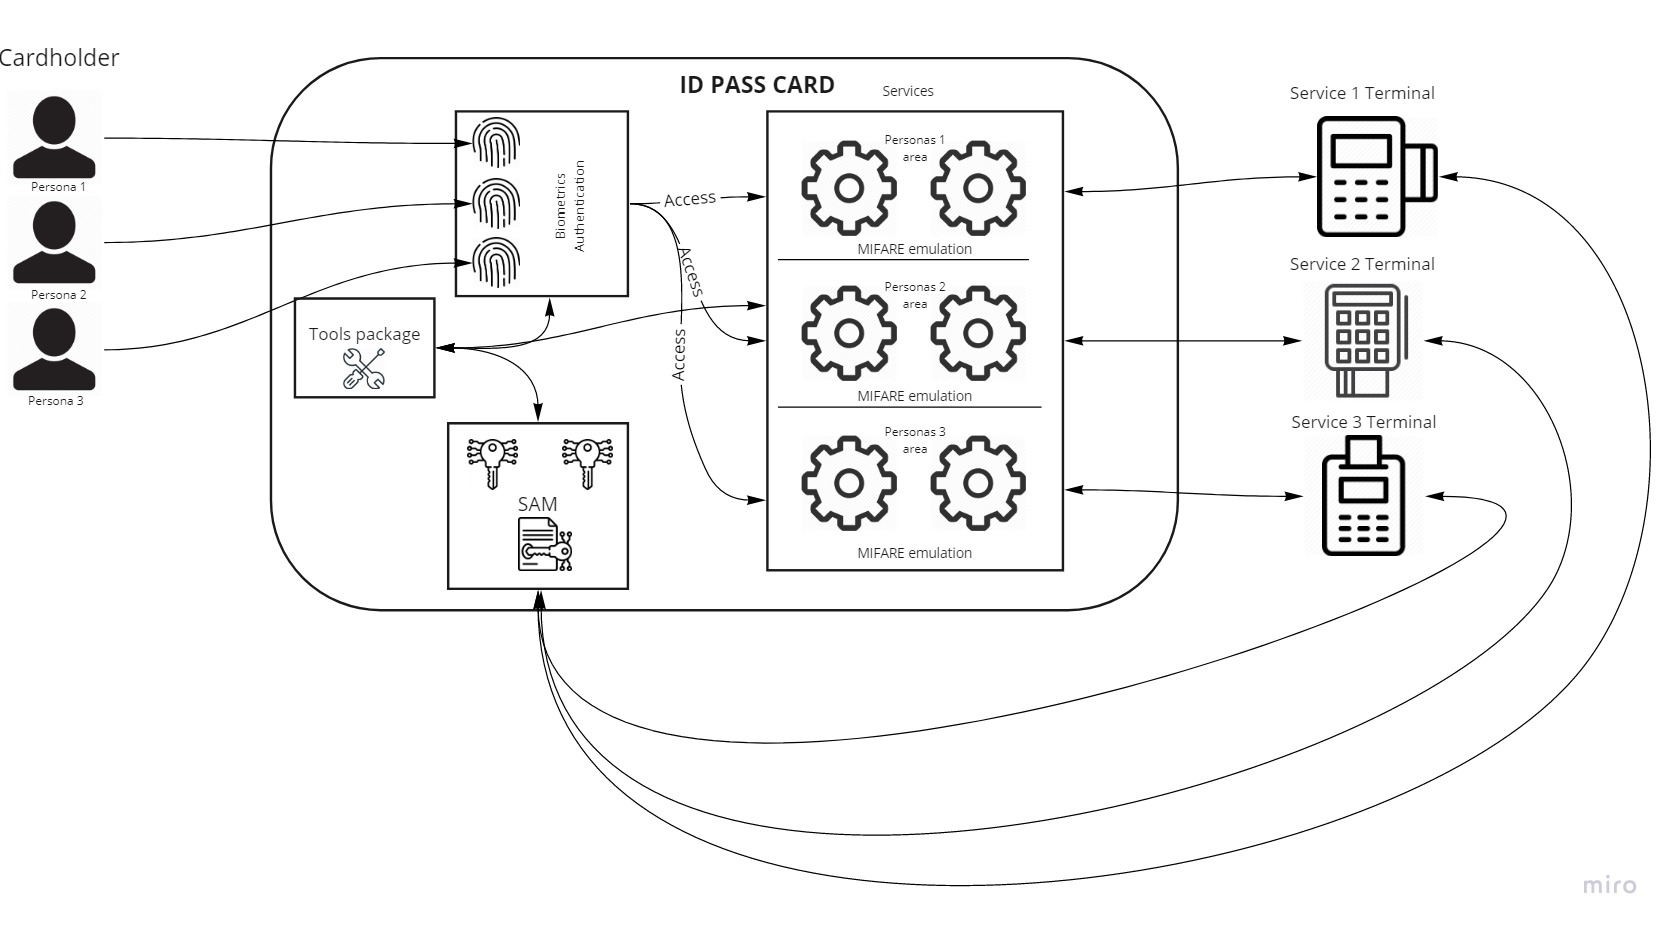 Cardholder
Persona 1
Persona 2
Persona 3
ID PASS CARD
Biometrics
Authentication
Tools package
SAM
Access
Access
Access
Services
Personas 1
area
MIFARE emulation
Personas 2
area
MIFARE emulation
Personas 3
area
MIFARE emulation
Service 1 Terminal
Service 2 Terminal
Service 3 Terminal
miro